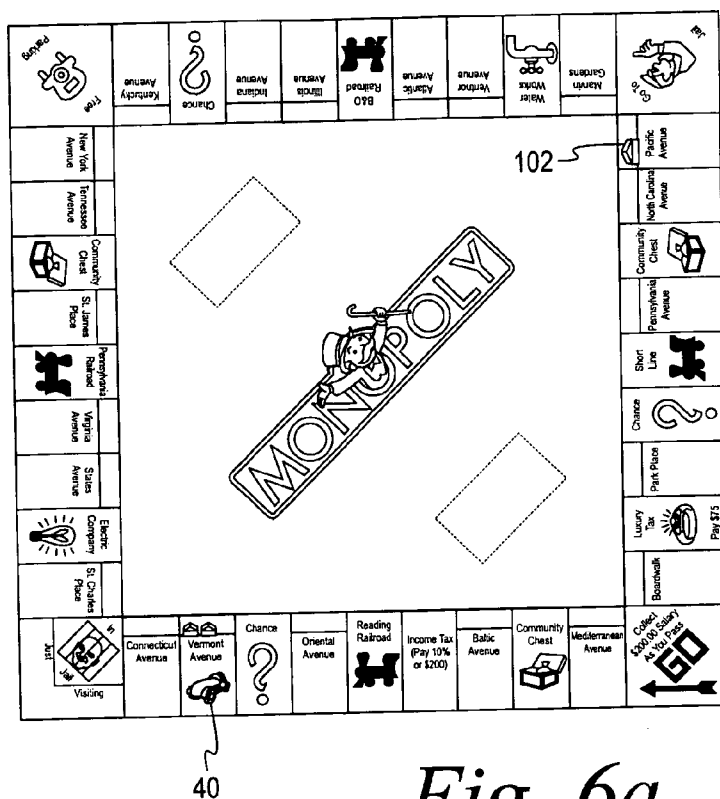 Free
Parking
Kentucky
Avenue
Chance
Indiana
Avenue
Illinois
Avenue
B&O
Railroad
Atlantic
Avenue
Ventnor
Avenue
Water
Works
Marvin
Gardens
Go To
Jail
New York
Avenue
Tennessee
Avenue
Community
Chest
St. James
Place
Pennsylvania
Railroad
Virginia
Avenue
States
Avenue
Electric
Company
St. Charles
Place
102
Pacific
Avenue
North Carolina
Avenue
Community
Chest
Pennsylvania
Avenue
Short
Line
Chance
Park Place
Luxury
Tax
Pay $75
Boardwalk
MONOPOLY
In
Jail
Just
Visiting
Connecticut
Avenue
Vermont
Avenue
Chance
Oriental
Avenue
Reading
Railroad
Income Tax
(Pay 10%
or $200)
Baltic
Avenue
Community
Chest
Mediterranean
Avenue
Collect
$200.00 Salary
As You Pass
GO
40
Fig. 6a